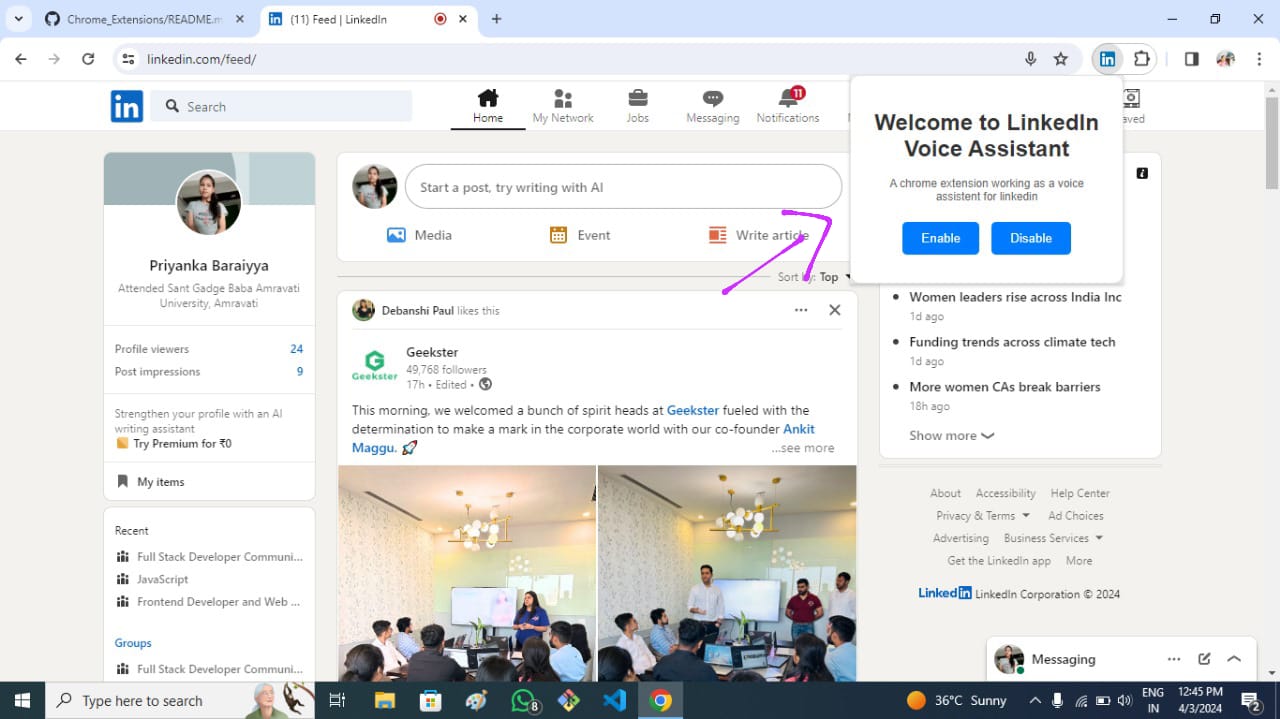 Chrome_Extensions/README.m
(11) Feed | LinkedIn
linkedin.com/feed/
in
Search
Home
My Network
Jobs
Messaging
11
Notifications
aved
Welcome to LinkedIn
Voice Assistant
A chrome extension working as a voice
assistant for linkedin
Enable
Disable
Priyanka Baraiyya
Attended Sant Gadge Baba Amravati
University, Amravati
Profile viewers 24
Post impressions 9
Strengthen your profile with an AI
writing assistant
Try Premium for ₹0
My items
Recent
Full Stack Developer Communi...
JavaScript
Frontend Developer and Web ...
Groups
Full Stack Developer Communi...
Start a post, try writing with AI
Media
Event
Write article
Sort by: Top
Debanshi Paul likes this
Geekster
Geekster
49,768 followers
17h • Edited •
This morning, we welcomed a bunch of spirit heads at Geekster fueled with the
determination to make a mark in the corporate world with our co-founder Ankit
Maggu. 🚀 ...see more
• Women leaders rise across India Inc
1d ago
• Funding trends across climate tech
1d ago
• More women CAs break barriers
18h ago
Show more
About Accessibility Help Center
Privacy & Terms Ad Choices
Advertising Business Services
Get the LinkedIn app More
LinkedIn LinkedIn Corporation © 2024
Messaging
Type here to search
8
36°C Sunny
ENG
IN
12:45 PM
4/3/2024
2